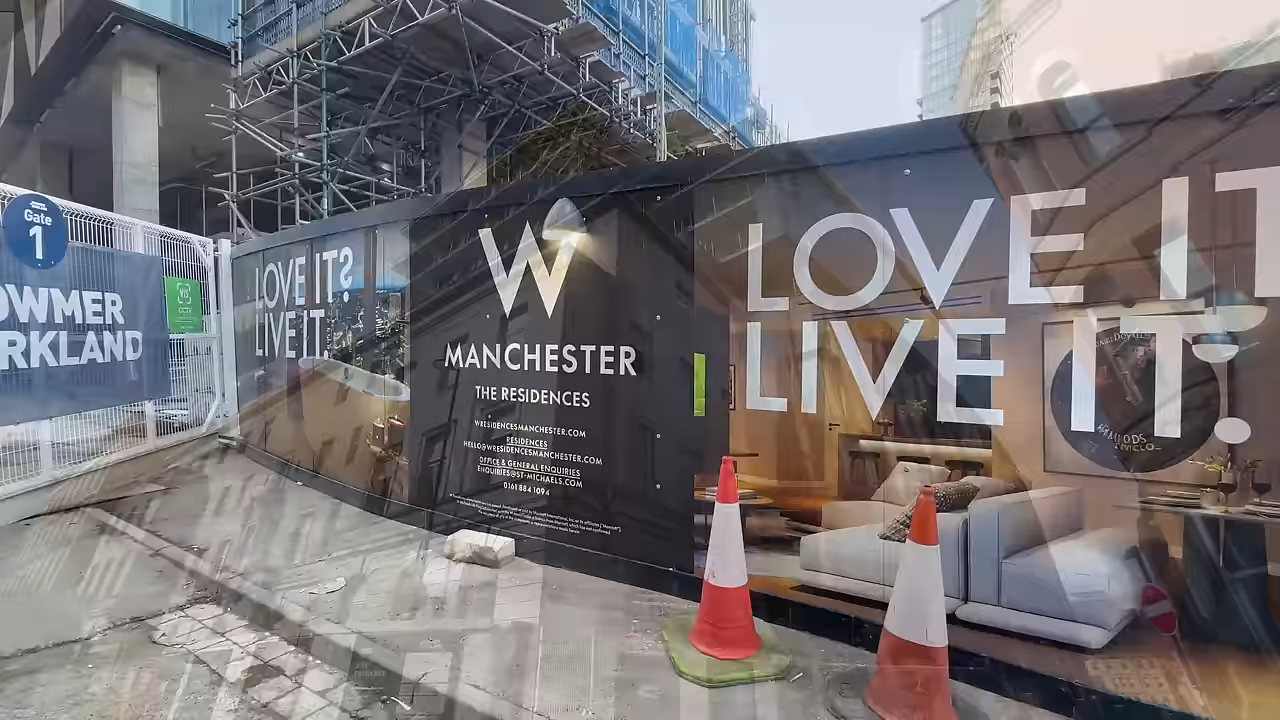 Gate
1
OWMER
RKLAND
CCTV
LOVE IT?
LIVE IT.
W
MANCHESTER
THE RESIDENCES
WRESIDENCESMANCHESTER.COM
RESIDENCES
HELLO@WRESIDENCESMANCHESTER.COM
OFFICE & GENERAL ENQUIRIES
ENQUIRIES@ST-MICHAELS.COM
0161 884 1094
LOVE IT
LIVE IT.